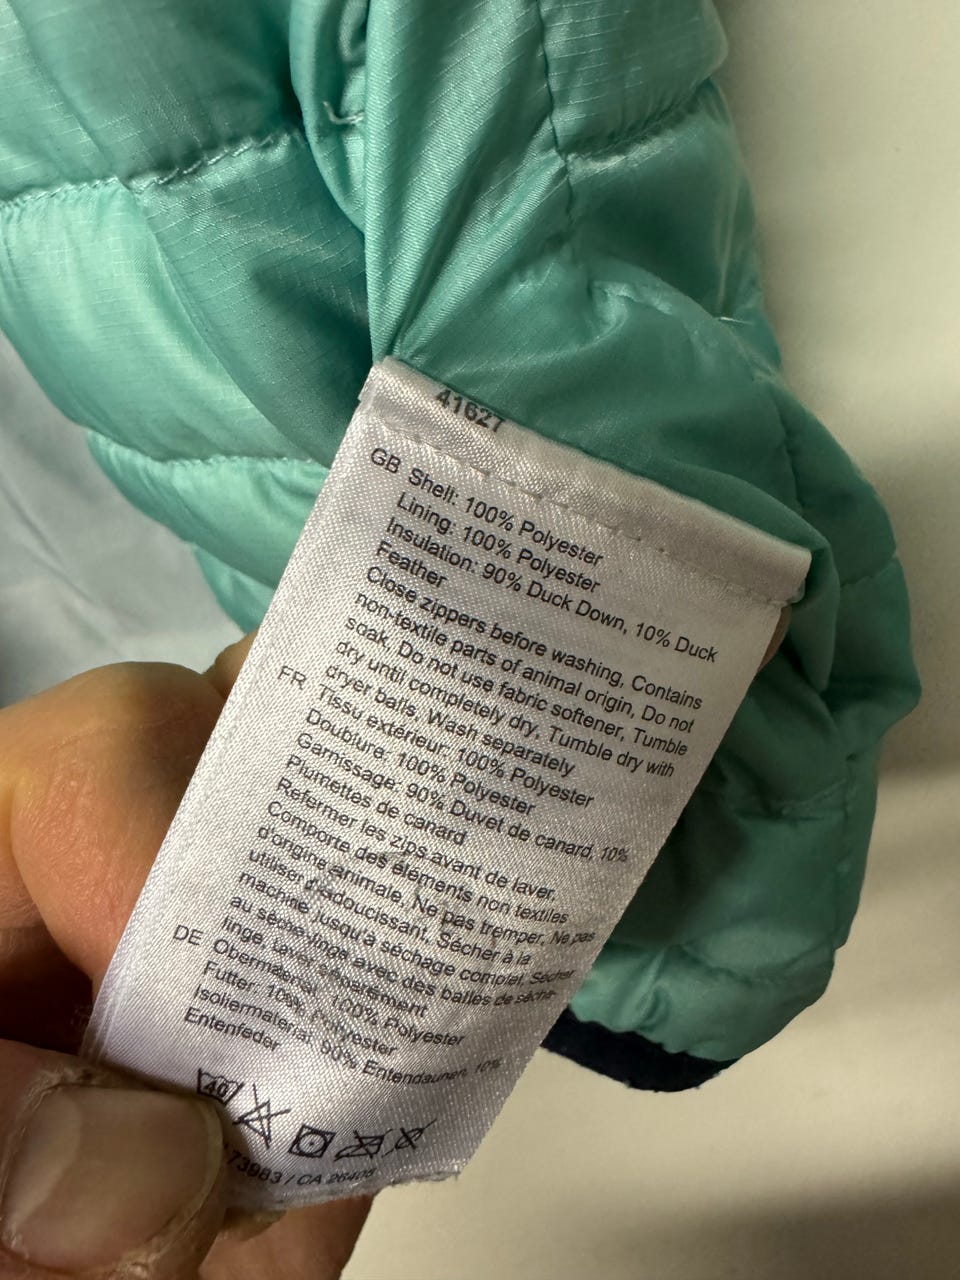 41627
GB Shell: 100% Polyester
Lining: 100% Polyester
Insulation: 90% Duck Down, 10% Duck
Feather
Close zippers before washing, Contains
non-textile parts of animal origin, Do not
soak, Do not use fabric softener, Tumble
dry until completely dry, Tumble dry with
dryer balls, Wash separately
FR Tissu extérieur: 100% Polyester
Doublure: 100% Polyester
Garnissage: 90% Duvet de canard, 10%
Plumettes de canard
Refermer les zips avant de laver,
Comporte des éléments non textiles
d'origine animale, Ne pas tremper, Ne pas
utiliser d'adoucissant, Sécher à la
machine jusqu'à séchage complet, Sécher
au sèche-linge avec des balles de sèche-
linge, Laver séparément
DE Obermaterial: 100% Polyester
Futter: 100% Polyester
Isoliermaterial: 90% Entendaunen, 10%
Entenfeder
40
73983 / CA 26405